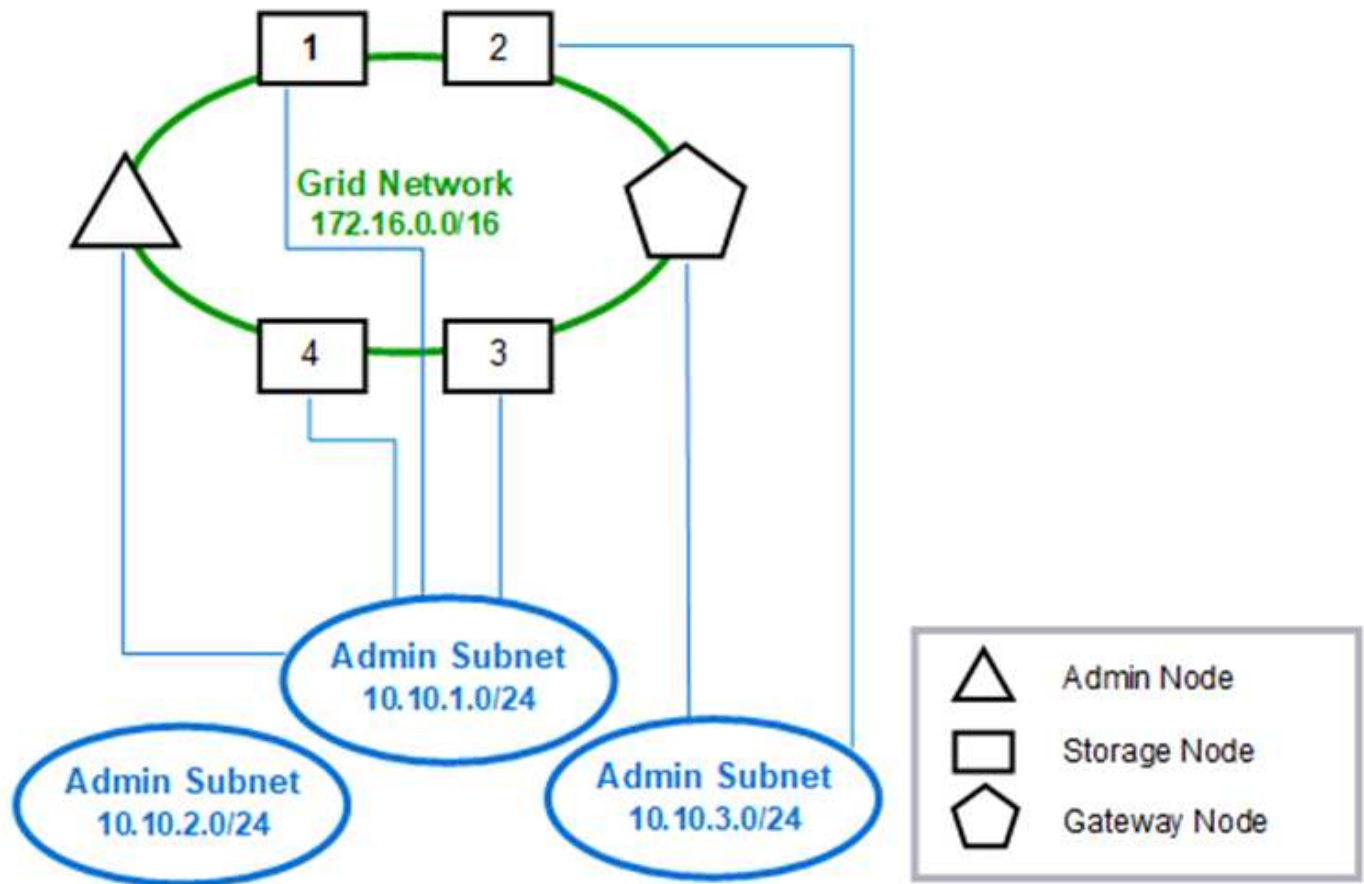 1
2
Grid Network
172.16.0.0/16
4
3
Admin Subnet
10.10.1.0/24
Admin Subnet
10.10.2.0/24
Admin Subnet
10.10.3.0/24
Admin Node
Storage Node
Gateway Node